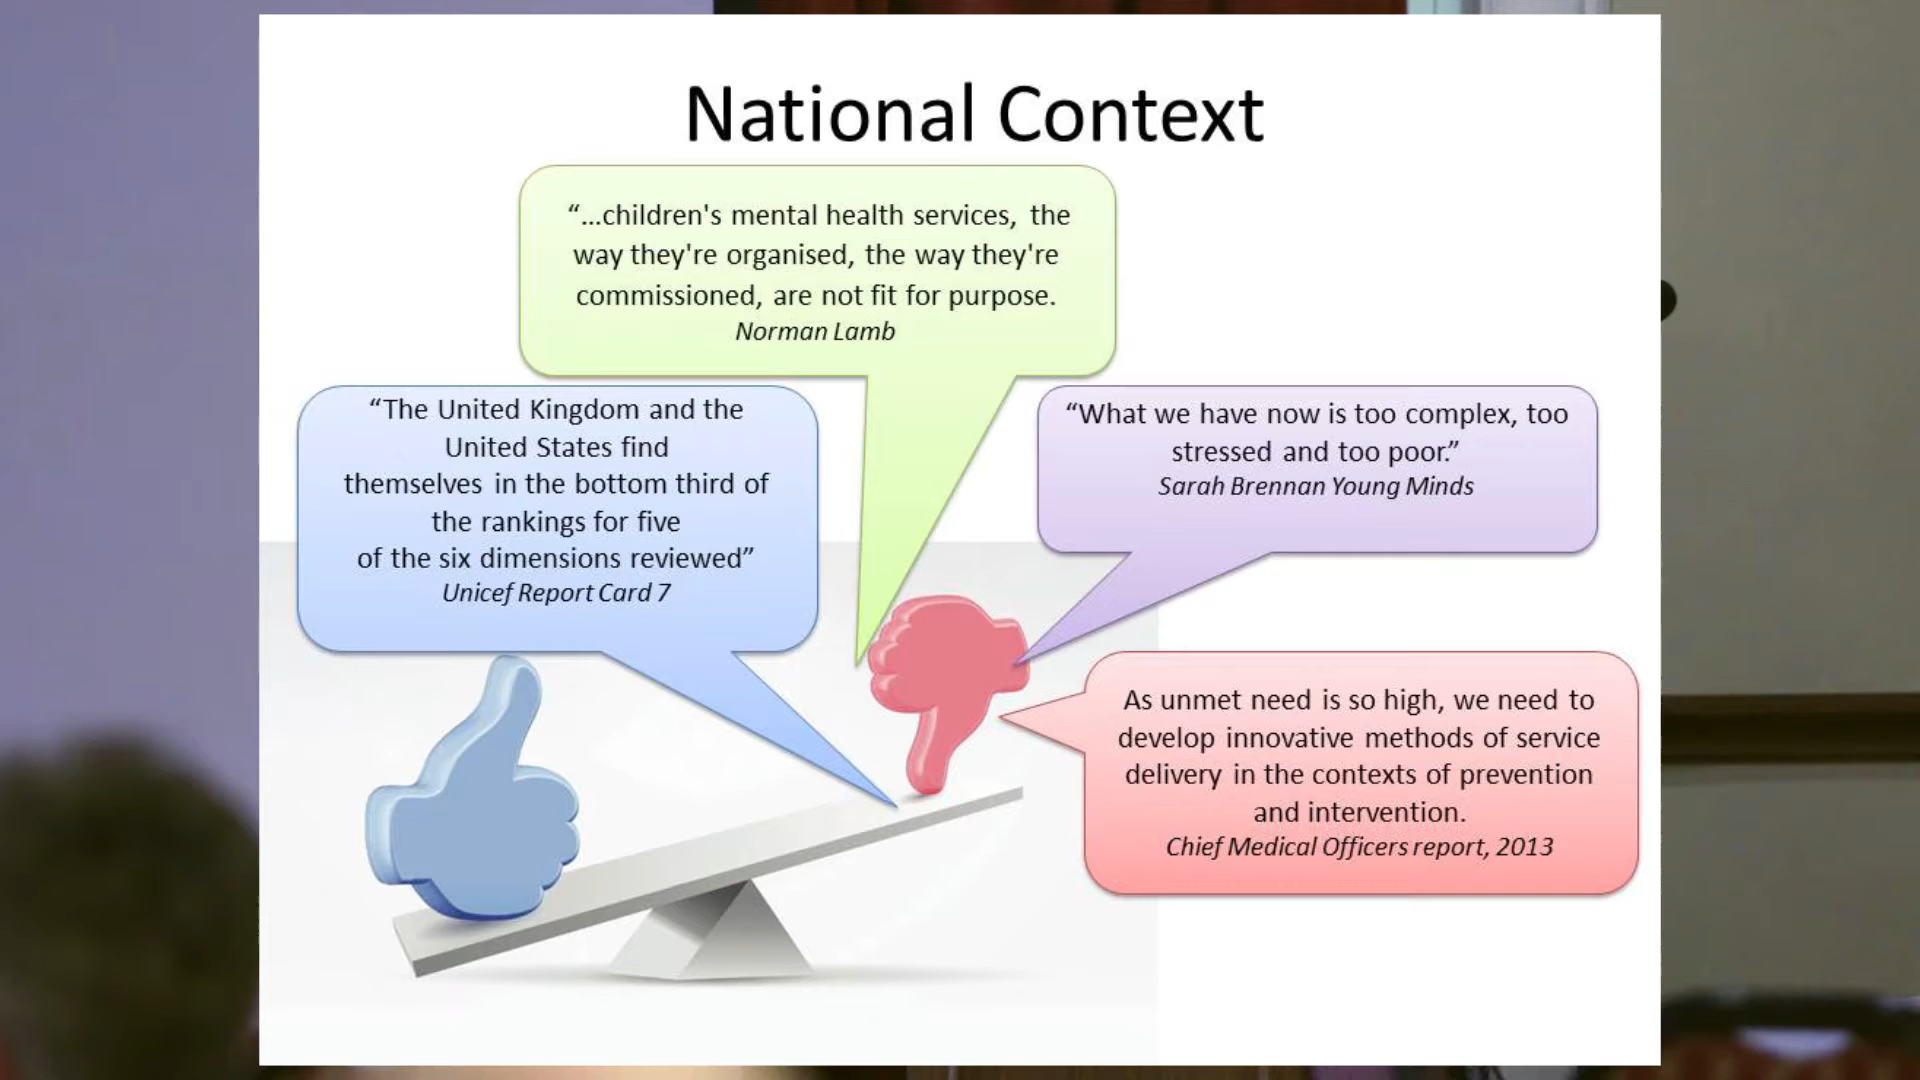 National Context
“...children's mental health services, the
way they're organised, the way they're
commissioned, are not fit for purpose.
Norman Lamb
“The United Kingdom and the
United States find
themselves in the bottom third of
the rankings for five
of the six dimensions reviewed”
Unicef Report Card 7
“What we have now is too complex, too
stressed and too poor.”
Sarah Brennan Young Minds
As unmet need is so high, we need to
develop innovative methods of service
delivery in the contexts of prevention
and intervention.
Chief Medical Officers report, 2013